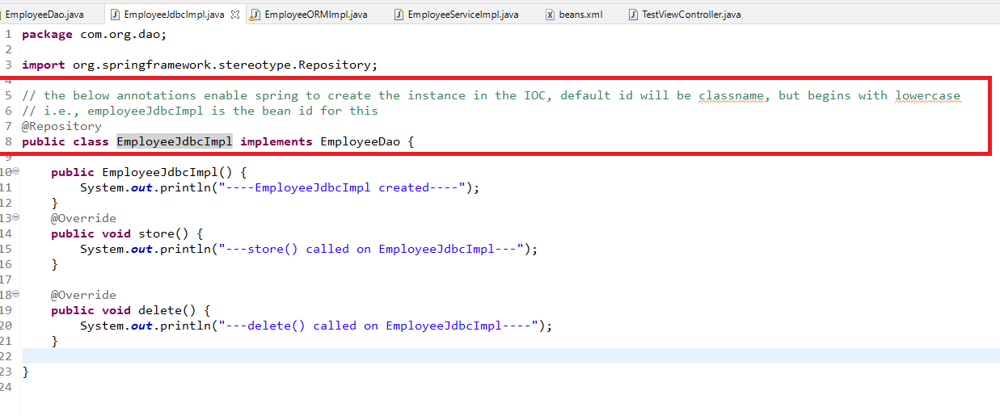 EmployeeDao.java EmployeeJdbcImpl.java EmployeeORMImpl.java EmployeeServiceImpl.java beans.xml TestViewController.java
1 package com.org.dao;
2
3 import org.springframework.stereotype.Repository;
4
5 // the below annotations enable spring to create the instance in the IOC, default id will be classname, but begins with lowercase
6 // i.e., employeeJdbcImpl is the bean id for this
7 @Repository
8 public class EmployeeJdbcImpl implements EmployeeDao {
9
10 public EmployeeJdbcImpl() {
11 System.out.println("----EmployeeJdbcImpl created----");
12 }
13 @Override
14 public void store() {
15 System.out.println("---store() called on EmployeeJdbcImpl---");
16 }
17
18 @Override
19 public void delete() {
20 System.out.println("---delete() called on EmployeeJdbcImpl----");
21 }
22
23 }
24